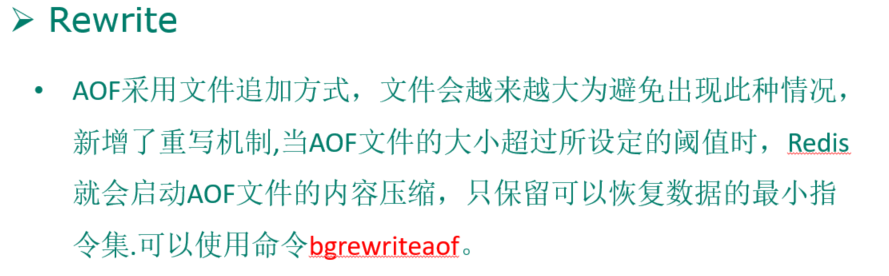 ➢ Rewrite
• AOF采用文件追加方式，文件会越来越大为避免出现此种情况，
新增了重写机制,当AOF文件的大小超过所设定的阈值时，Redis
就会启动AOF文件的内容压缩，只保留可以恢复数据的最小指
令集.可以使用命令bgrewriteaof。